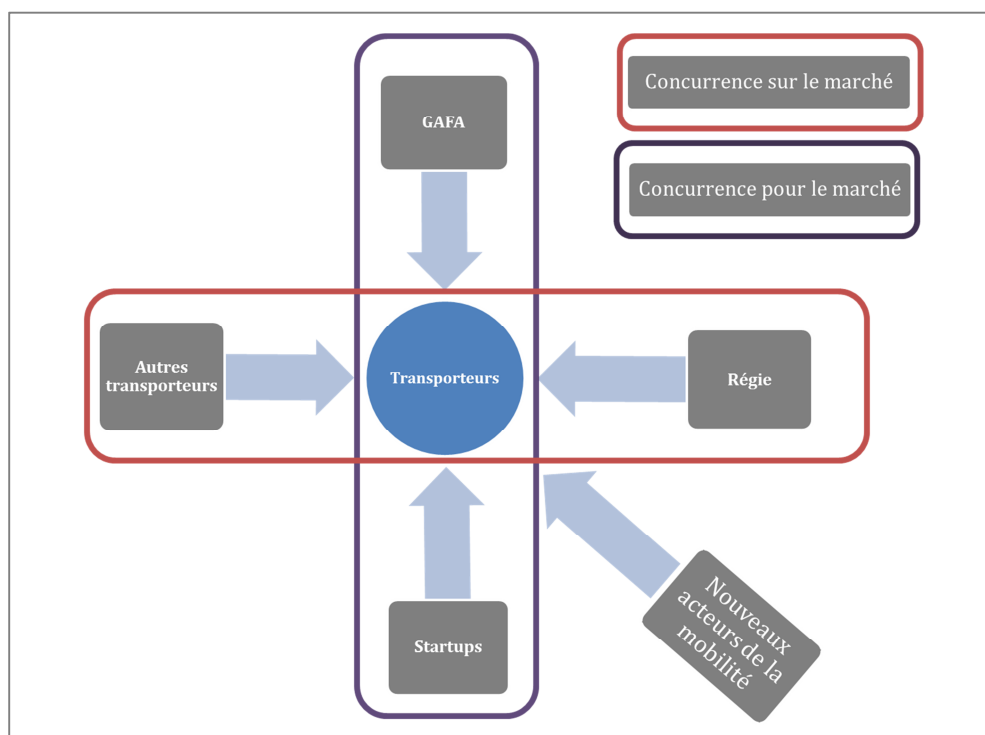 GAFA
Concurrence sur le marché
Concurrence pour le marché
Autres
transporteurs
Transporteurs
Régie
Startups
Nouveaux
acteurs de la
mobilité